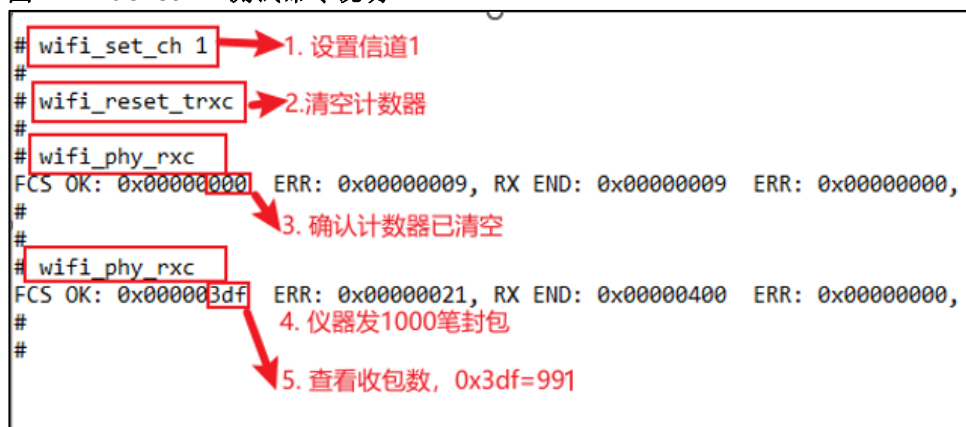 # wifi_set_ch 1 1. 设置信道1
#
# wifi_reset_trxc 2.清空计数器
#
# wifi_phy_rxc
FCS OK: 0x00000000 ERR: 0x00000009, RX END: 0x00000009 ERR: 0x00000000,
#
3. 确认计数器已清空
#
# wifi_phy_rxc
FCS OK: 0x000003df ERR: 0x00000021, RX END: 0x00000400 ERR: 0x00000000,
# 4. 仪器发1000笔封包
#
5. 查看收包数，0x3df=991